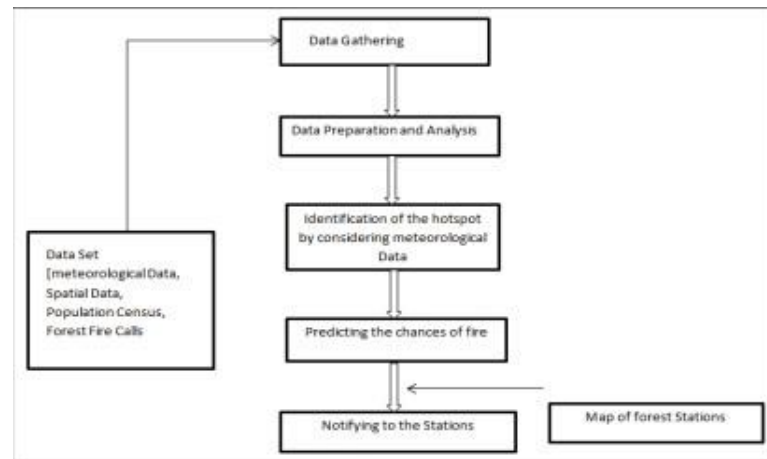 Data Gathering
Data Preparation and Analysis
Identification of the hotspot
by considering meteorological
Data
Data Set
[meteorological Data,
Spatial Data,
Population Census,
Forest Fire Calls
Predicting the chances of fire
Notifying to the Stations
Map of forest Stations